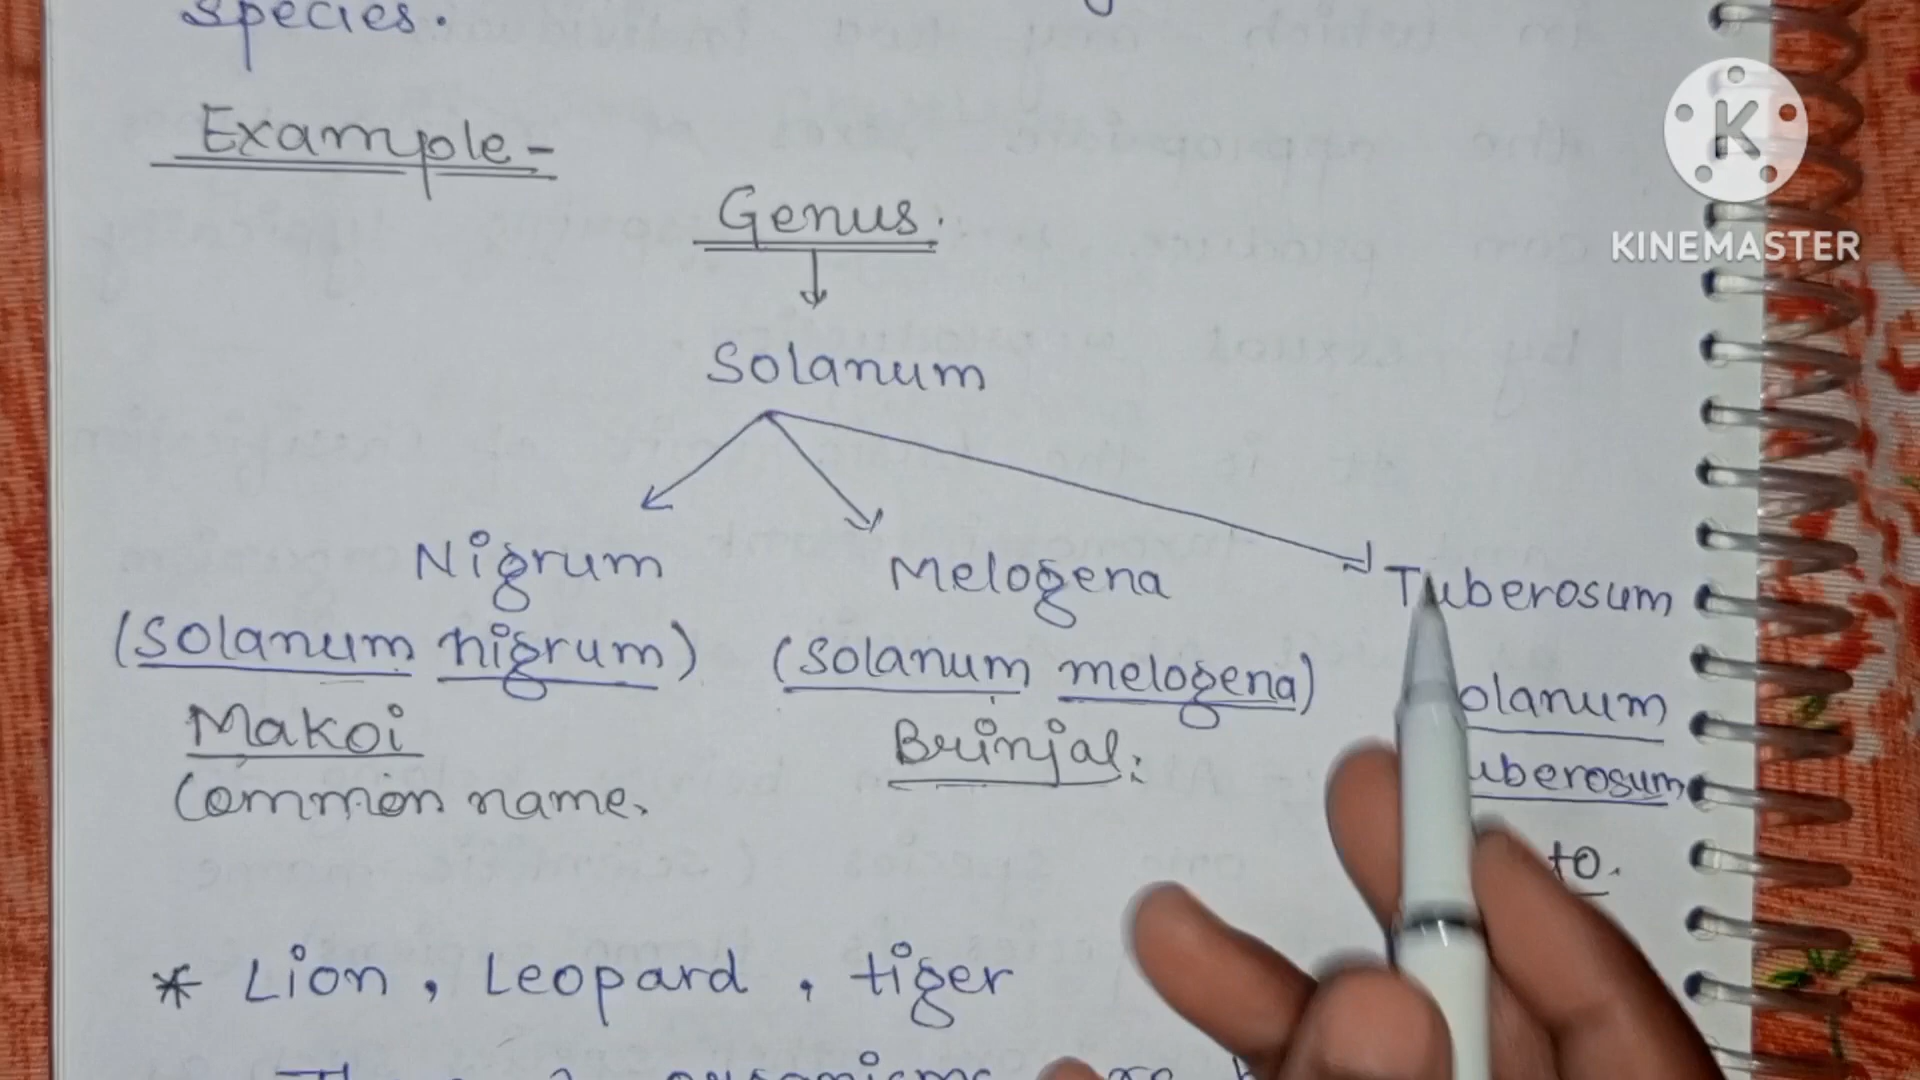 species.
Example-
Genus.
Solanum
Nigrum Melogena Tuberosum
(solanum nigrum) (solanum melogena) olanum
uberosum
Makoi Brinjal.
Common name.
to.
* Lion, Leopard, tiger
organisms
K
KINEMASTER